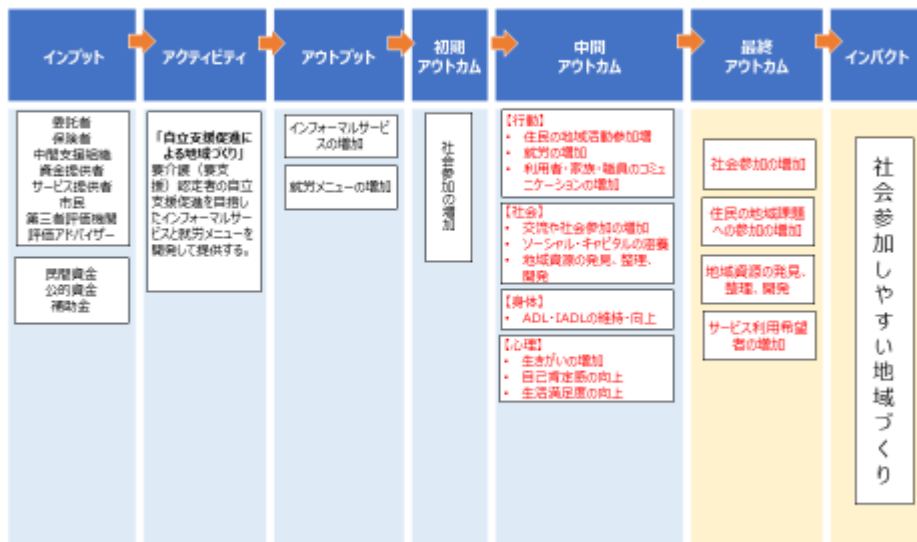 インプット
アクティビティ
アウトプット
初期
アウトカム
中間
アウトカム
最終
アウトカム
インパクト
委託者
保険者
中間支援組織
資金提供者
サービス提供者
市民
第三者評価機関
評価アドバイザー
民間資金
公的資金
補助金
「自立支援促進に
よる地域づくり」
要介護（要支
援）認定者の自立
支援促進を目指し
たインフォーマルサー
ビスと就労メニューを
開発して提供する。
インフォーマルサービ
スの増加
就労メニューの増加
社会参加の増加
【行動】
• 住民の地域活動参加増
• 就労の増加
• 利用者・家族・職員のコミュ
ニケーションの増加
【社会】
• 交流や社会参加の増加
• ソーシャル・キャピタルの涵養
• 地域資源の発見、整理、
開発
【身体】
• ADL・IADLの維持・向上
【心理】
• 生きがいの増加
• 自己肯定感の向上
• 生活満足度の向上
社会参加の増加
住民の地域課題
への参加の増加
地域資源の発見、
整理、開発
サービス利用希望
者の増加
社会参加しやすい地域づくり